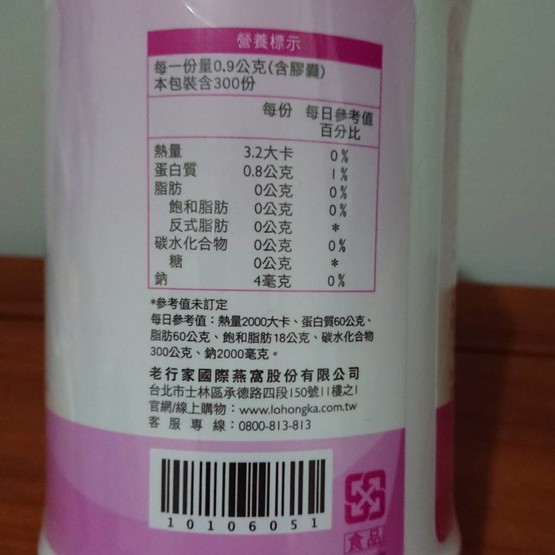 營養標示
每一份量0.9公克(含膠囊)
本包裝含300份
每份 每日參考值
百分比
熱量 3.2大卡 0%
蛋白質 0.8公克 1%
脂肪 0公克 0%
飽和脂肪 0公克 0%
反式脂肪 0公克 *
碳水化合物 0公克 0%
糖 0公克 *
鈉 4毫克 0%
*參考值未訂定
每日參考值：熱量2000大卡、蛋白質60公克、
脂肪60公克、飽和脂肪18公克、碳水化合物
300公克、鈉2000毫克。
老行家國際燕窩股份有限公司
台北市士林區承德路四段150號11樓之1
官網/線上購物：www.lohongka.com.tw
客服專線：0800-813-813
10106051
食品